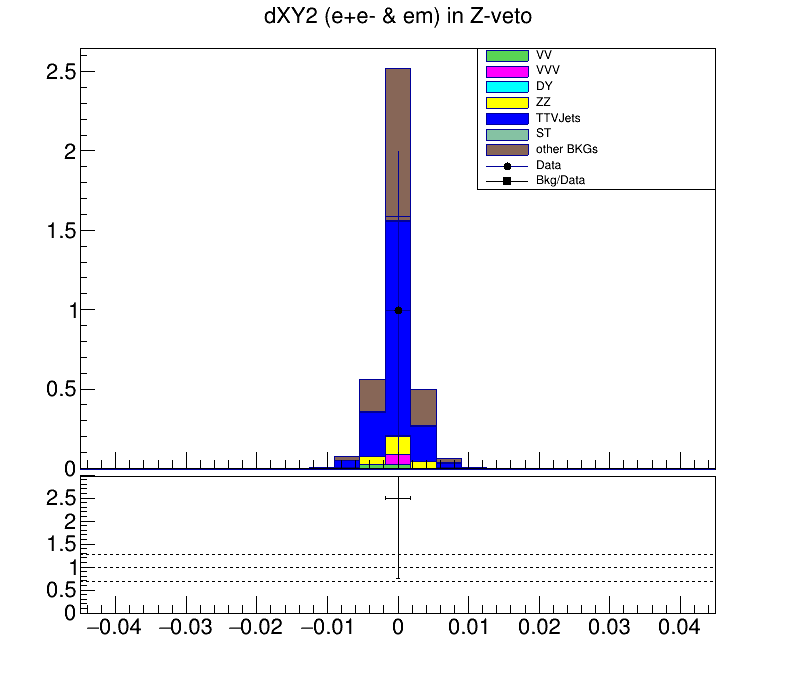 dXY2 (e+e- & em) in Z-veto
VV
VVV
DY
ZZ
TTVJets
ST
other BKGs
Data
Bkg/Data
2.5
2
1.5
1
0.5
0
2.5
2
1.5
1
0.5
0
−0.04 −0.03 −0.02 −0.01 0 0.01 0.02 0.03 0.04